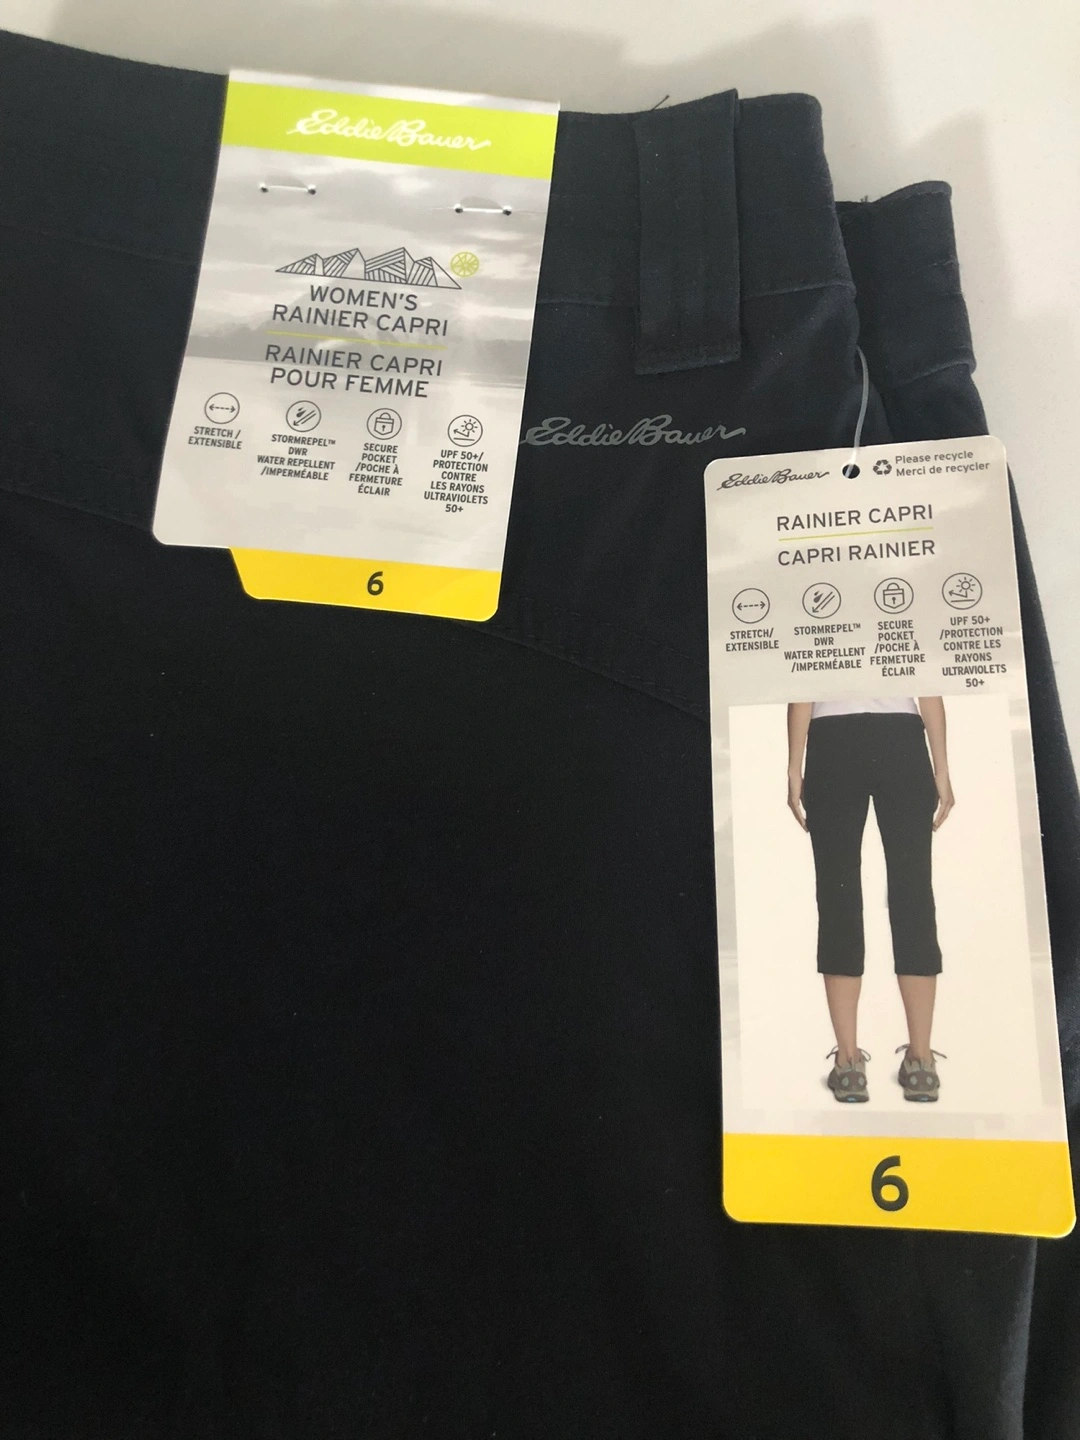 Eddie Bauer
WOMEN'S
RAINIER CAPRI
RAINIER CAPRI
POUR FEMME
STRETCH /
EXTENSIBLE
STORMREPEL™
DWR
WATER REPELLENT
/IMPERMÉABLE
SECURE
POCKET
/POCHE À
FERMETURE
ÉCLAIR
UPF 50+/
PROTECTION
CONTRE
LES RAYONS
ULTRAVIOLETS
50+
6
Eddie Bauer
Eddie Bauer
Please recycle
Merci de recycler
RAINIER CAPRI
CAPRI RAINIER
STRETCH/
EXTENSIBLE
STORMREPEL™
DWR
WATER REPELLENT
/IMPERMÉABLE
SECURE
POCKET
/POCHE À
FERMETURE
ÉCLAIR
UPF 50+
/PROTECTION
CONTRE LES
RAYONS
ULTRAVIOLETS
50+
6